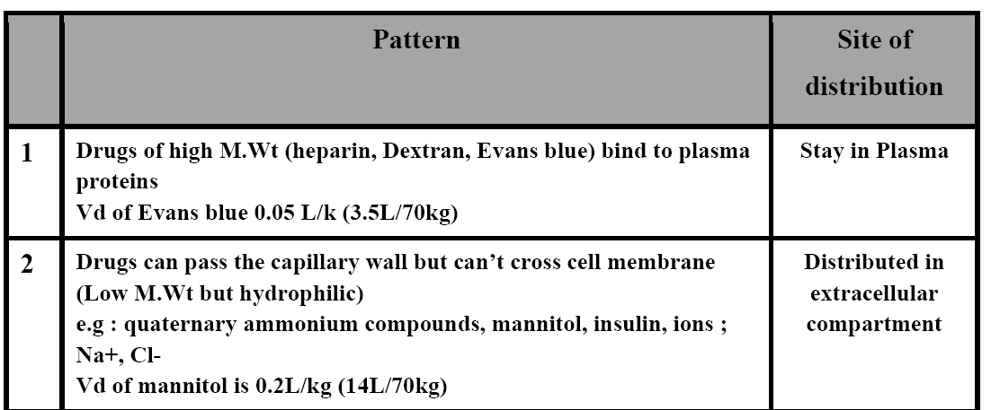 Pattern
Site of
distribution
1
Drugs of high M.Wt (heparin, Dextran, Evans blue) bind to plasma
proteins
Vd of Evans blue 0.05 L/k (3.5L/70kg)
Stay in Plasma
2
Drugs can pass the capillary wall but can’t cross cell membrane
(Low M.Wt but hydrophilic)
e.g : quaternary ammonium compounds, mannitol, insulin, ions ;
Na+, Cl-
Vd of mannitol is 0.2L/kg (14L/70kg)
Distributed in
extracellular
compartment